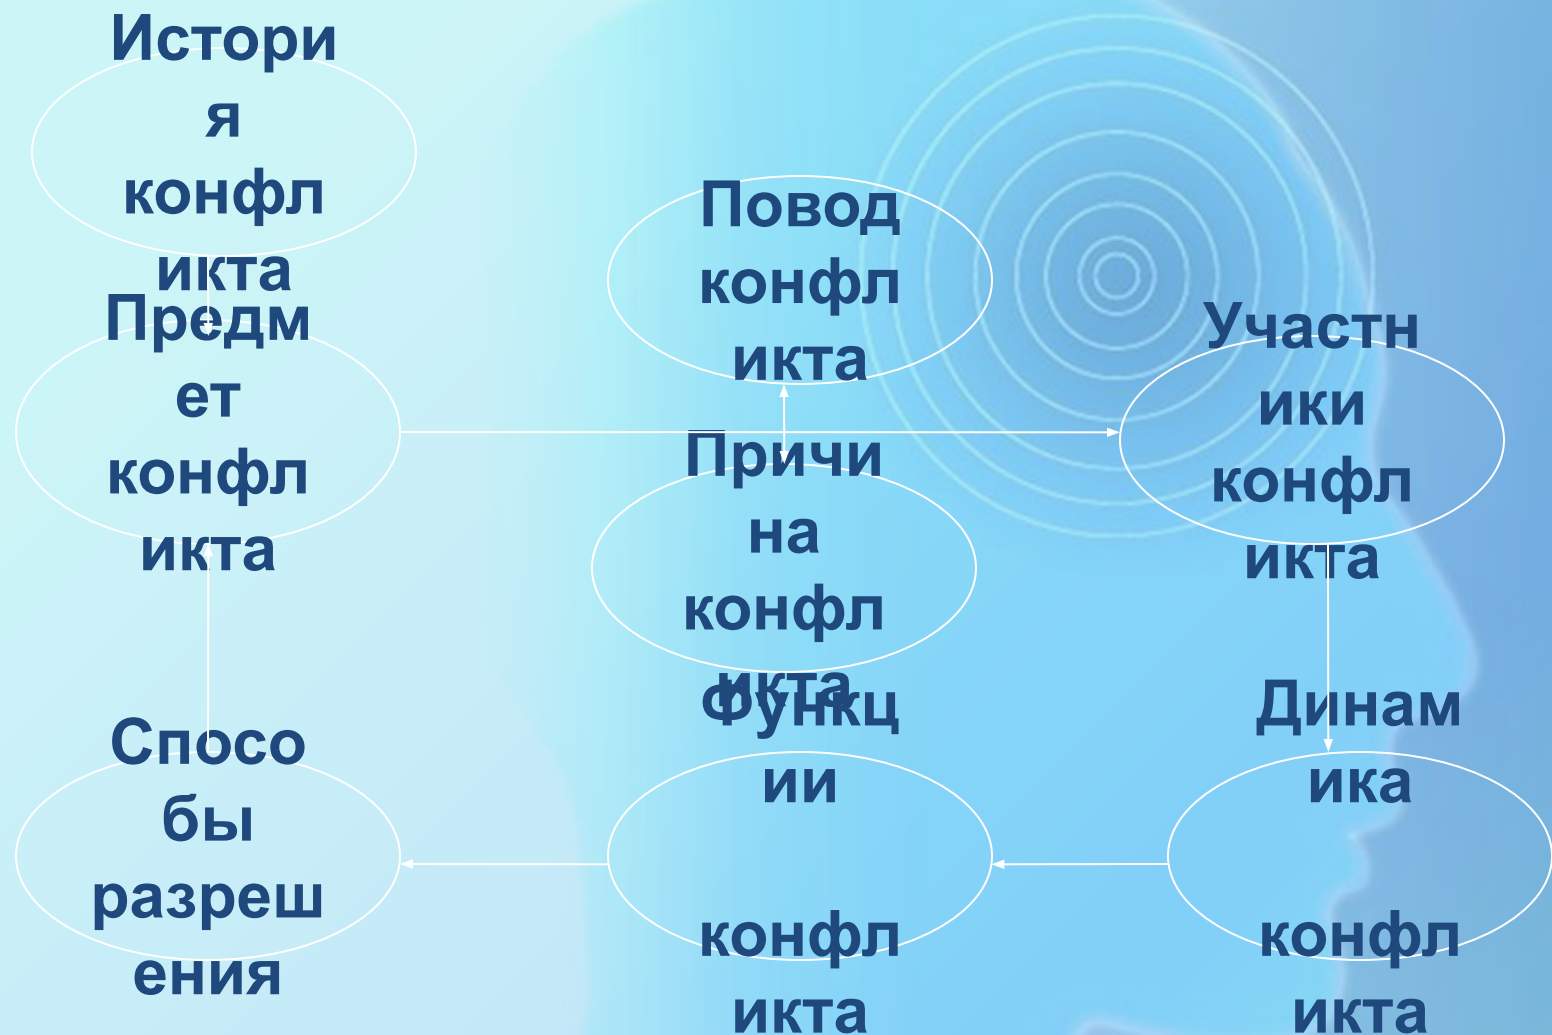 Истори
я
конфл
икта
Предм
ет
конфл
икта
Повод
конфл
икта
Причи
на
конфл
икта
Участн
ики
конфл
икта
Спосо
бы
разреш
ения
Функц
ии
конфл
икта
Динам
ика
конфл
икта